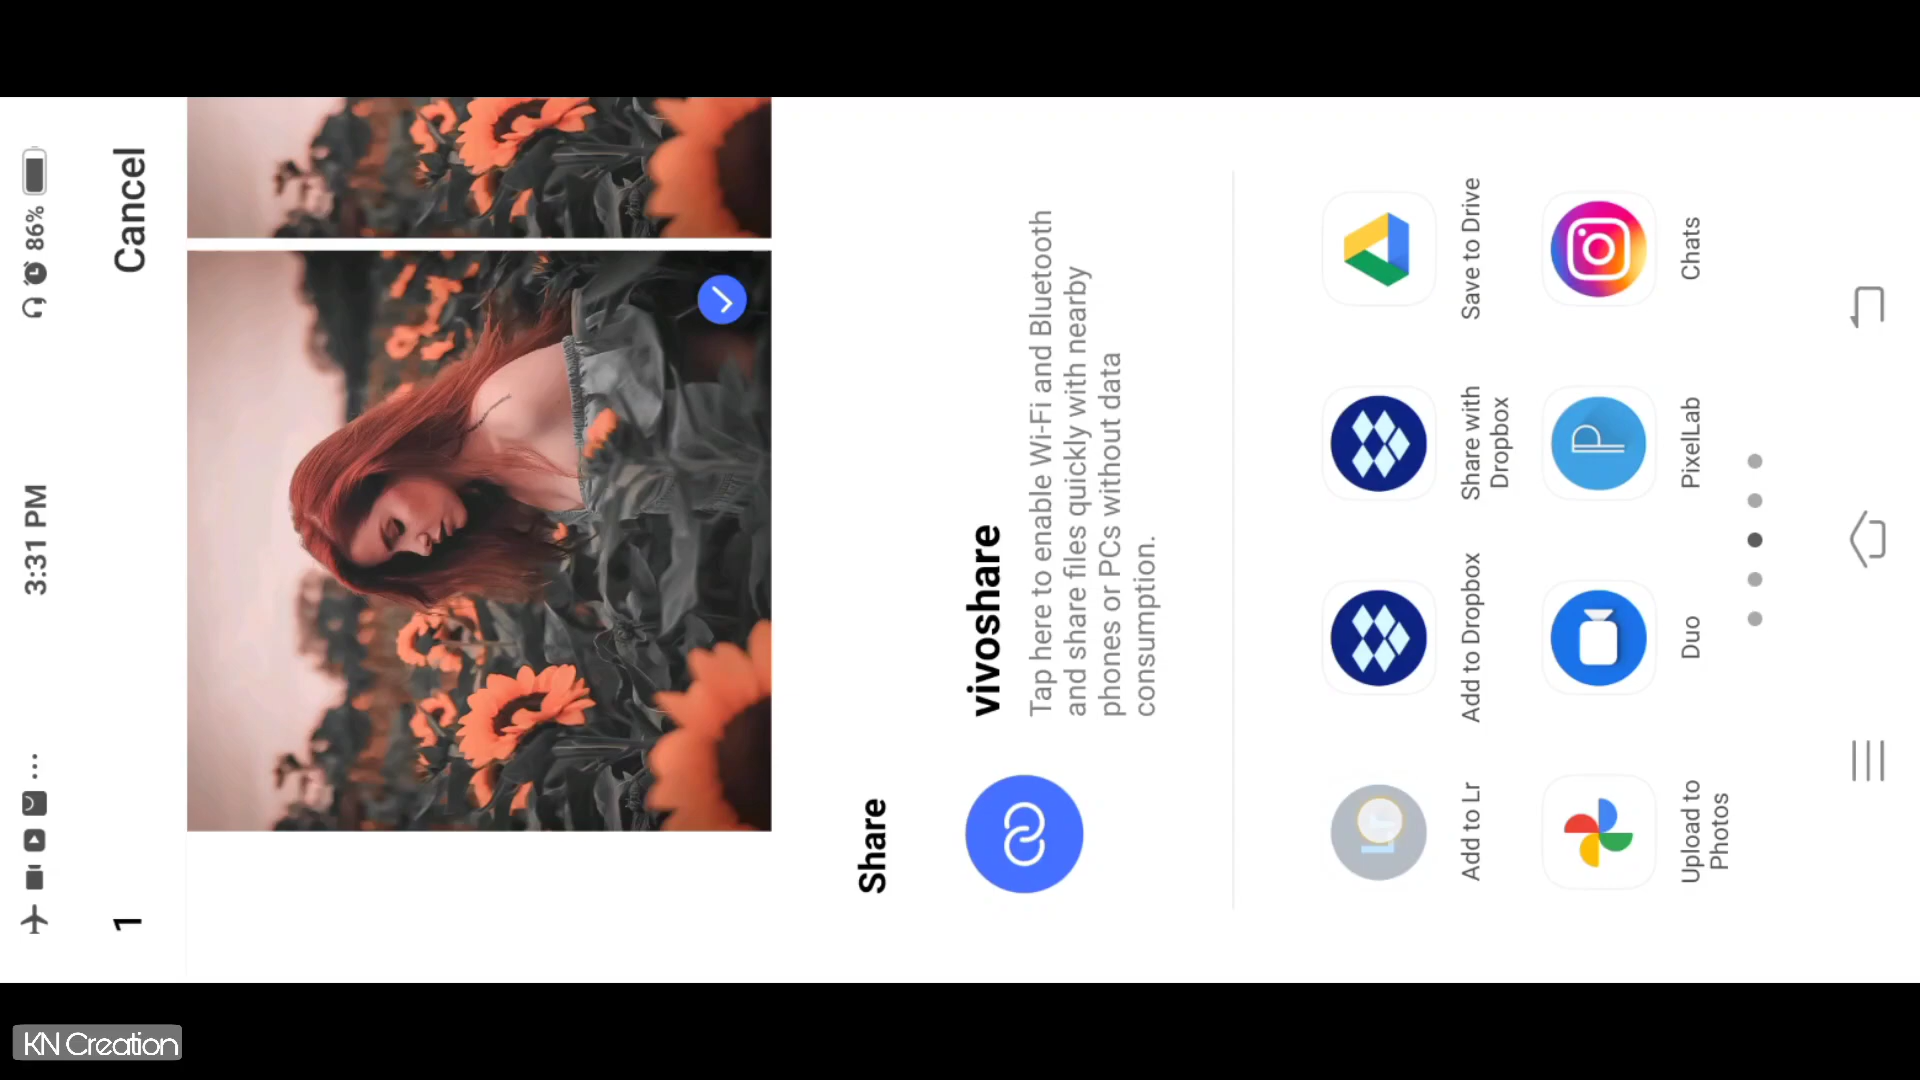 3:31 PM
86%
1
Cancel
Share
vivoshare
Tap here to enable Wi-Fi and Bluetooth
and share files quickly with nearby
phones or PCs without data
consumption.
Add to Lr
Add to Dropbox
Share with
Dropbox
Save to Drive
Upload to
Photos
Duo
PixelLab
Chats
KN Creation